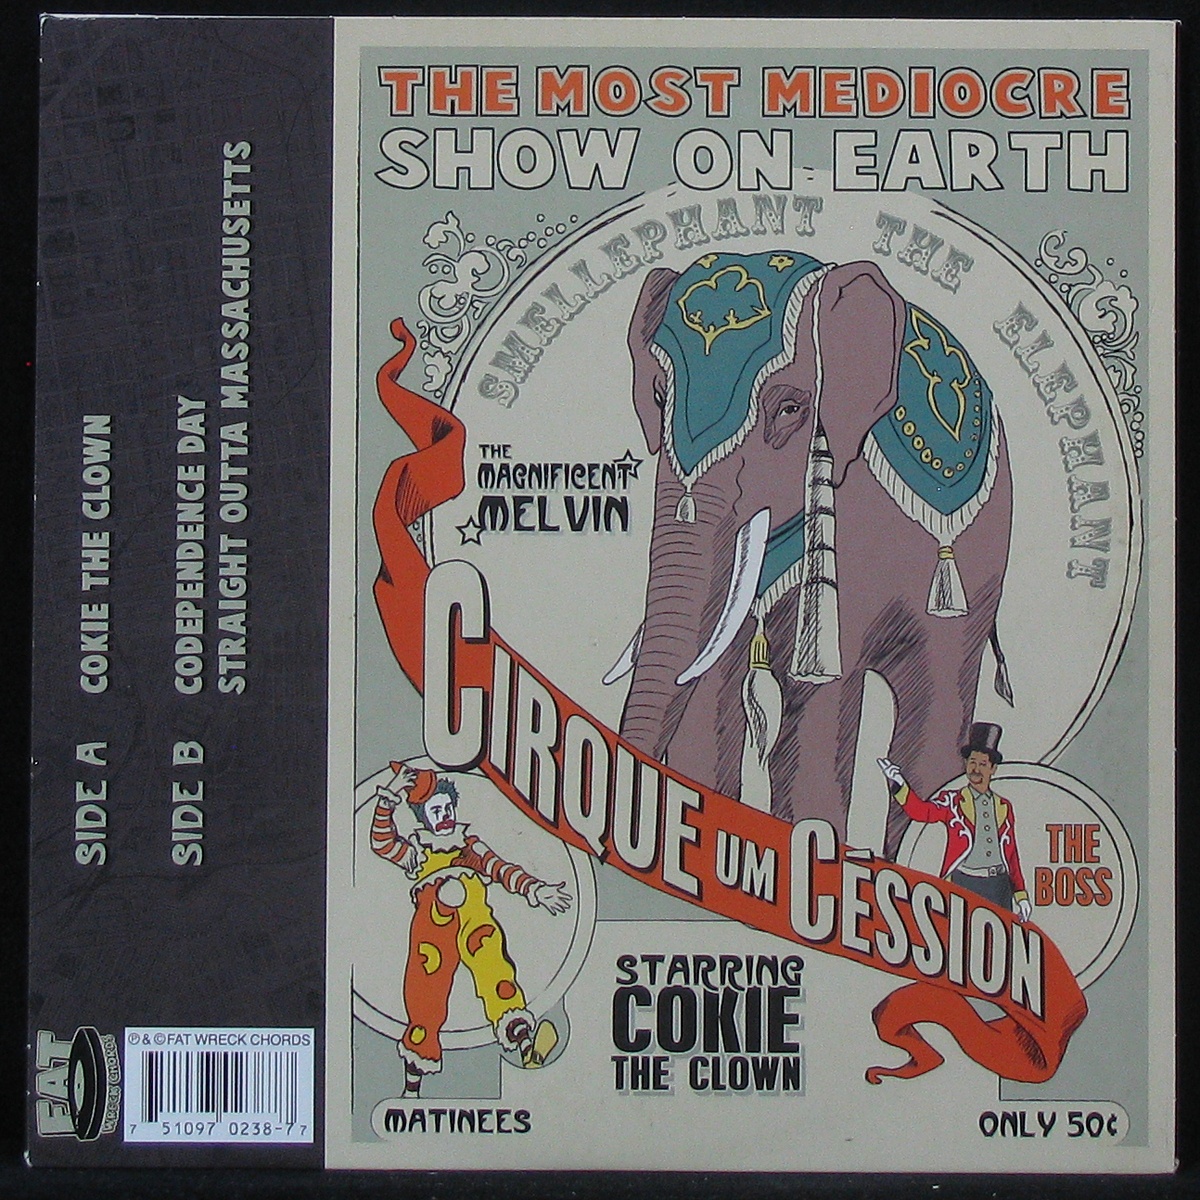 SIDE A COKIE THE CLOWN
SIDE B CODEPENDENCE DAY
STRAIGHT OUTTA MASSACHUSETTS
FAT
WRECK CHORDS
℗ & © FAT WRECK CHORDS
7 51097 0238-7 7
THE MOST MEDIOCRE
SHOW ON EARTH
SMELLEPHANT THE ELEPHANT
THE
MAGNIFICENT
MELVIN
CIRQUE UM CÉSSION
THE
BOSS
STARRING
COKIE
THE CLOWN
MATINEES
ONLY 50¢